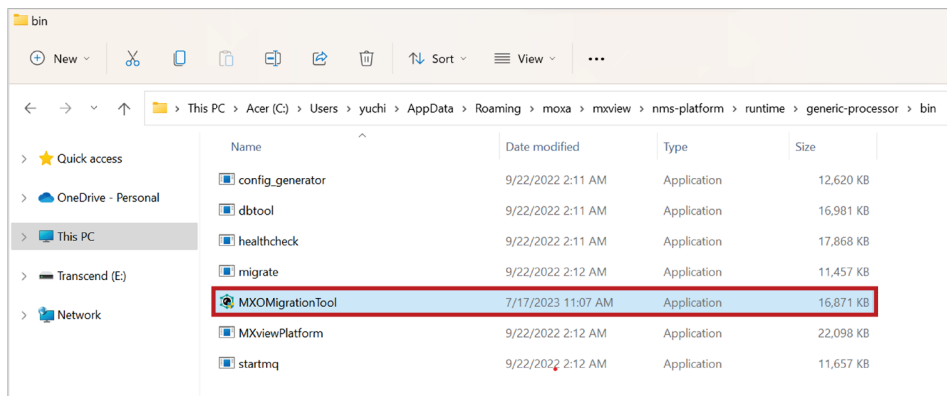 bin
New Sort View ...
This PC > Acer (C:) > Users > yuchi > AppData > Roaming > moxa > mxview > nms-platform > runtime > generic-processor > bin
Quick access
OneDrive - Personal
This PC
Transcend (E:)
Network
Name Date modified Type Size
config_generator 9/22/2022 2:11 AM Application 12,620 KB
dbtool 9/22/2022 2:11 AM Application 16,981 KB
healthcheck 9/22/2022 2:11 AM Application 17,868 KB
migrate 9/22/2022 2:12 AM Application 11,457 KB
MXOMigrationTool 7/17/2023 11:07 AM Application 16,871 KB
MXviewPlatform 9/22/2022 2:12 AM Application 22,098 KB
startmq 9/22/2022 2:12 AM Application 11,657 KB